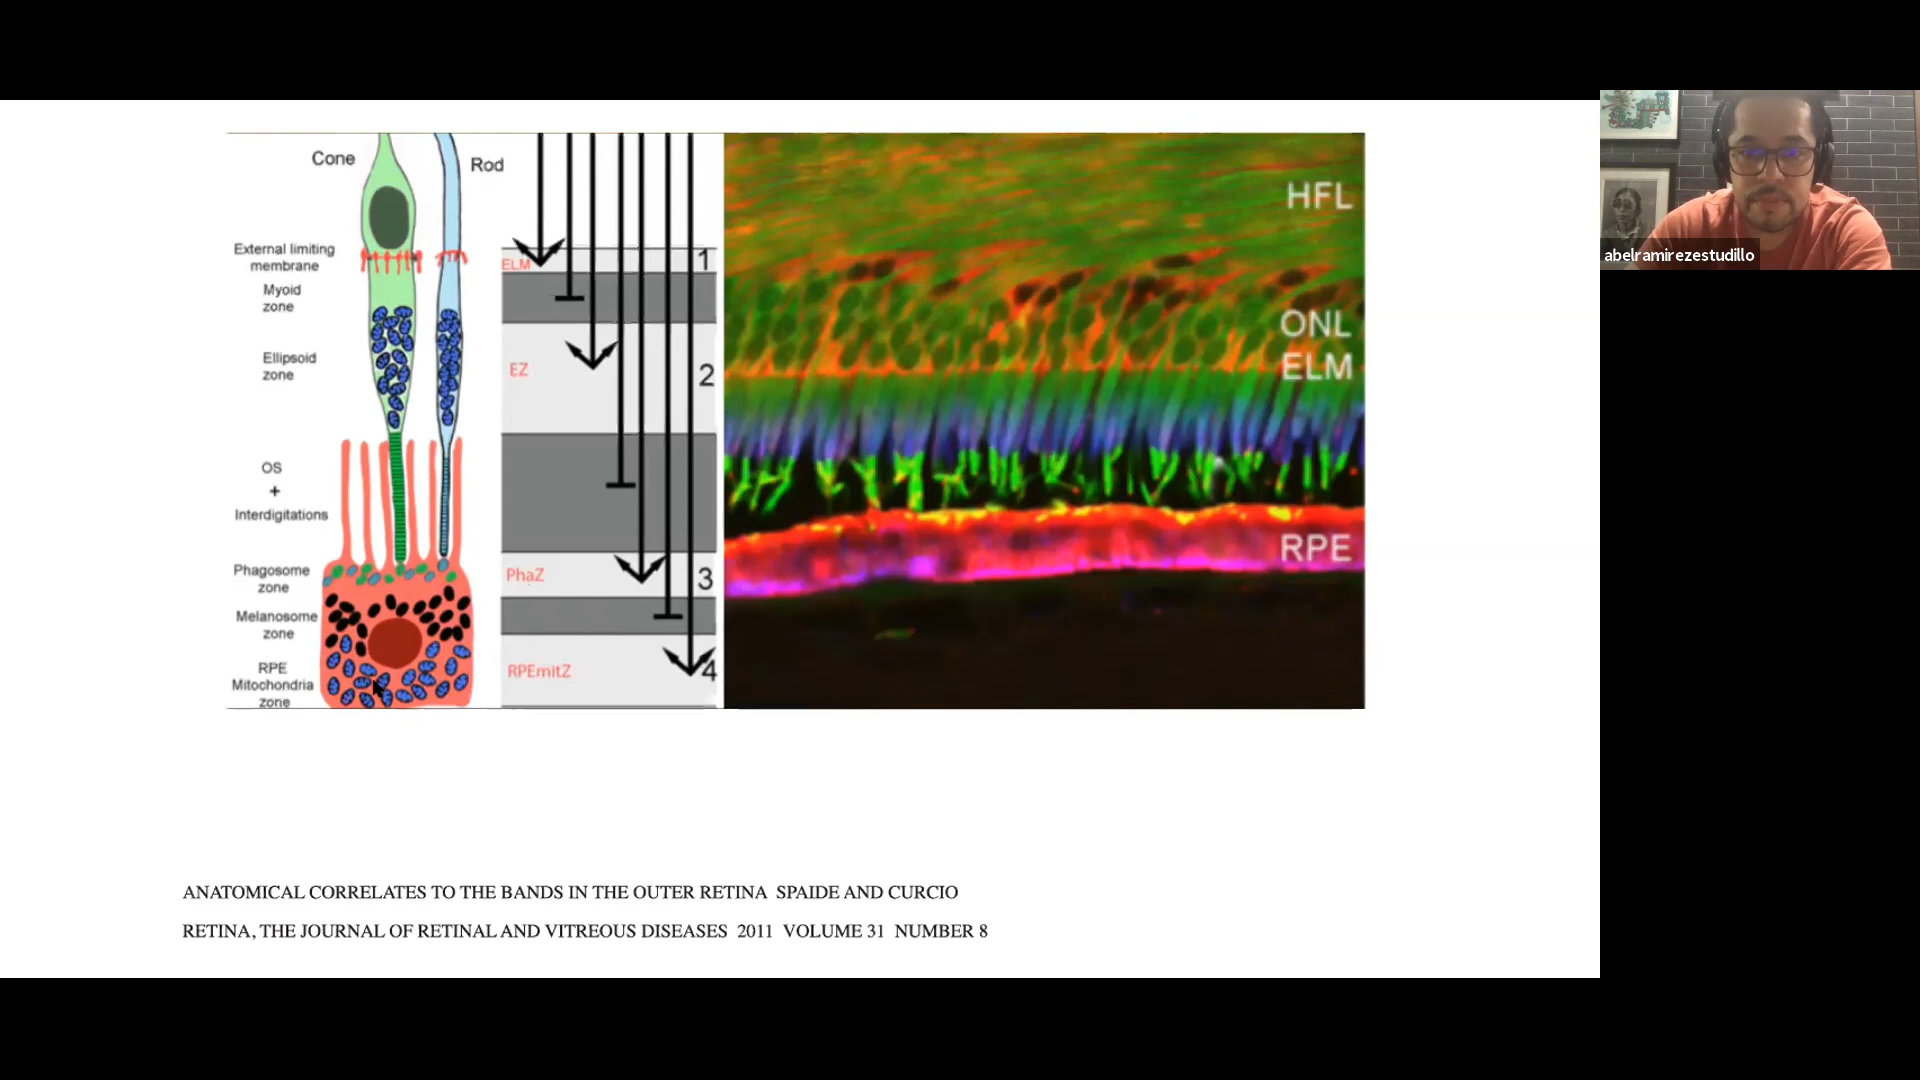 Cone
Rod
External limiting
membrane
Myoid
zone
Ellipsoid
zone
OS
+
Interdigitations
Phagosome
zone
Melanosome
zone
RPE
Mitochondria
zone
ELM
1
EZ
2
PhaZ
3
RPEmitZ
4
HFL
ONL
ELM
RPE
abelramirezestudillo
ANATOMICAL CORRELATES TO THE BANDS IN THE OUTER RETINA SPAIDE AND CURCIO
RETINA, THE JOURNAL OF RETINAL AND VITREOUS DISEASES 2011 VOLUME 31 NUMBER 8